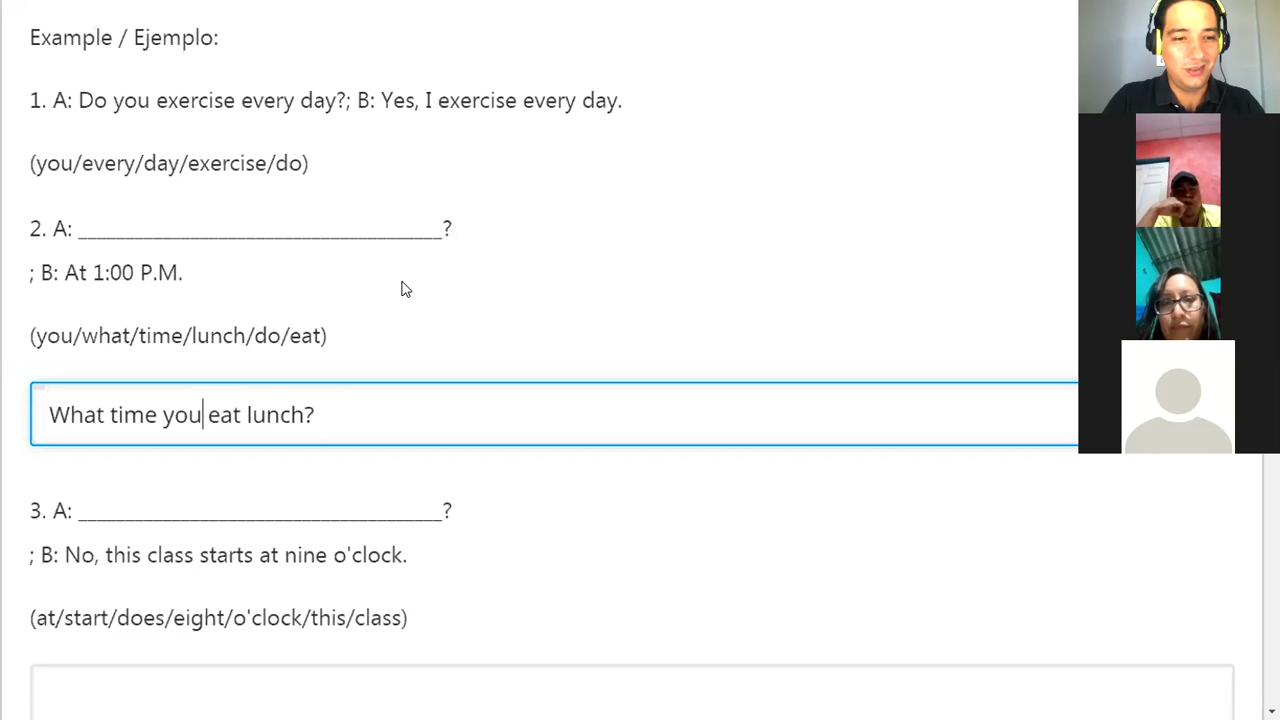 Example / Ejemplo:
1. A: Do you exercise every day?; B: Yes, I exercise every day.
(you/every/day/exercise/do)
2. A: ___________________________________?
; B: At 1:00 P.M.
(you/what/time/lunch/do/eat)
What time you eat lunch?
3. A: ___________________________________?
; B: No, this class starts at nine o'clock.
(at/start/does/eight/o'clock/this/class)